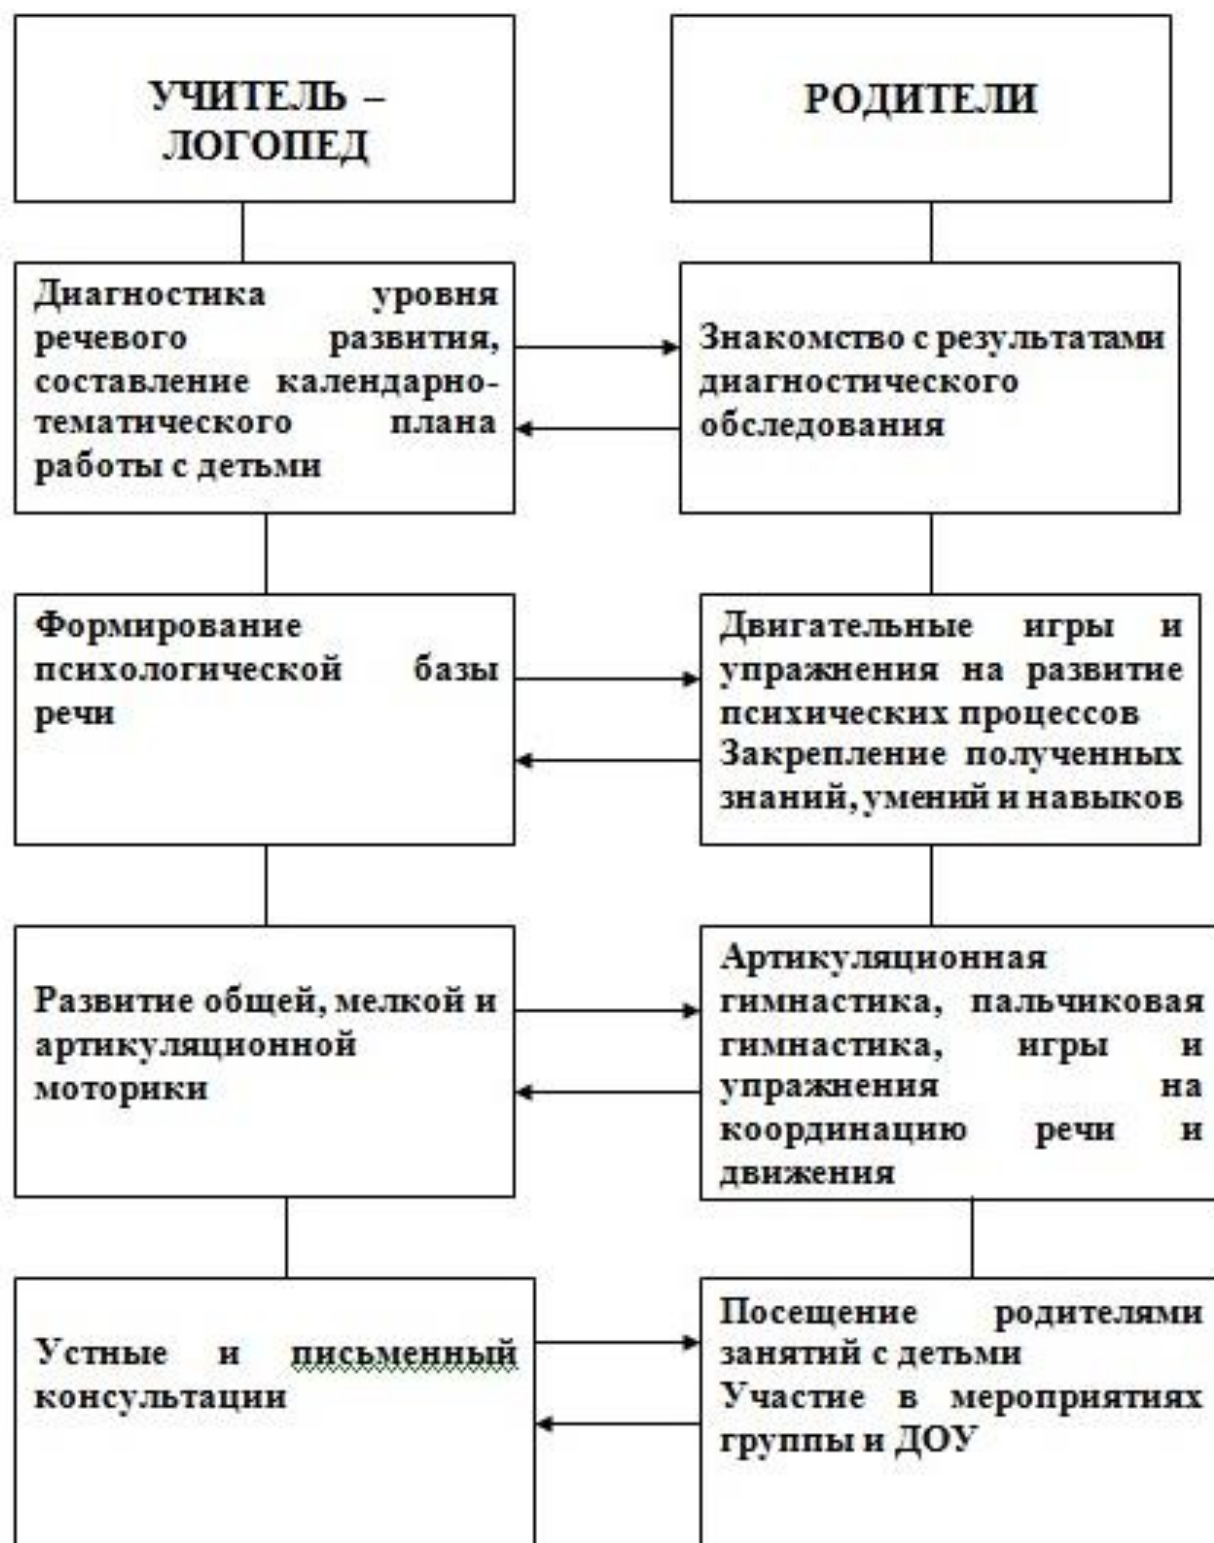 УЧИТЕЛЬ –
ЛОГОПЕД
РОДИТЕЛИ
Диагностика уровня
речевого развития,
составление календарно-
тематического плана
работы с детьми
Знакомство с результатами
диагностического
обследования
Формирование
психологической базы
речи
Двигательные игры и
упражнения на развитие
психических процессов
Закрепление полученных
знаний, умений и навыков
Развитие общей, мелкой и
артикуляционной
моторики
Артикуляционная
гимнастика, пальчиковая
гимнастика, игры и
упражнения на
координацию речи и
движения
Устные и письменный
консультации
Посещение родителями
занятий с детьми
Участие в мероприятиях
группы и ДОУ